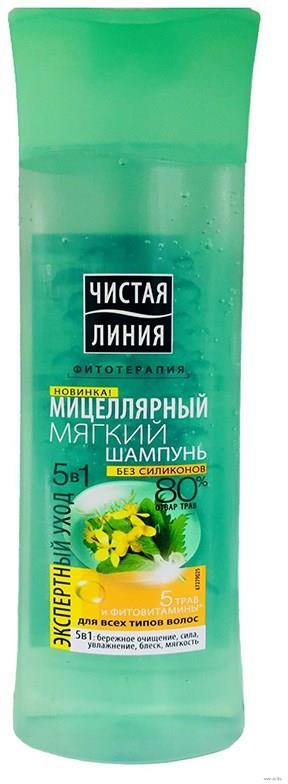 ЧИСТАЯ
ЛИНИЯ
ФИТОТЕРАПИЯ
НОВИНКА!
МИЦЕЛЛЯРНЫЙ
МЯГКИЙ
ШАМПУНЬ
БЕЗ СИЛИКОНОВ
ЭКСПЕРТНЫЙ УХОД
5в1
80%
ОТВАР ТРАВ
5 ТРАВ
И ФИТОВИТАМИНЫ*
для всех типов волос
5в1: бережное очищение, сила,
увлажнение, блеск, мягкость